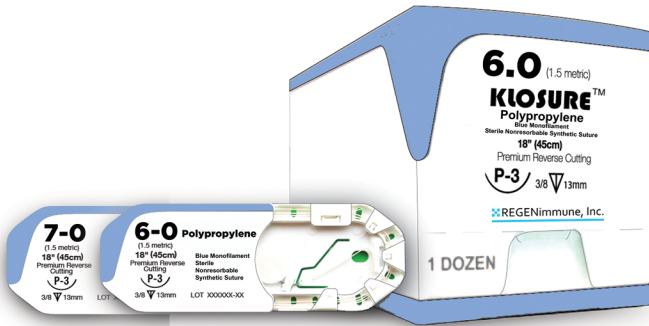 6.0 (1.5 metric)
KLOSURE™
Polypropylene
Blue Monofilament
Sterile Nonresorbable Synthetic Suture
18" (45cm)
Premium Reverse Cutting
P-3 3/8 13mm
REGENimmune, Inc.
1 DOZEN
7-0
(1.5 metric)
18" (45cm)
Premium Reverse
Cutting
P-3
3/8 13mm
LOT X
6-0 Polypropylene
(1.5 metric)
18" (45cm)
Premium Reverse
Cutting
P-3
3/8 13mm
Blue Monofilament
Sterile
Nonresorbable
Synthetic Suture
LOT XXXXXX-XX